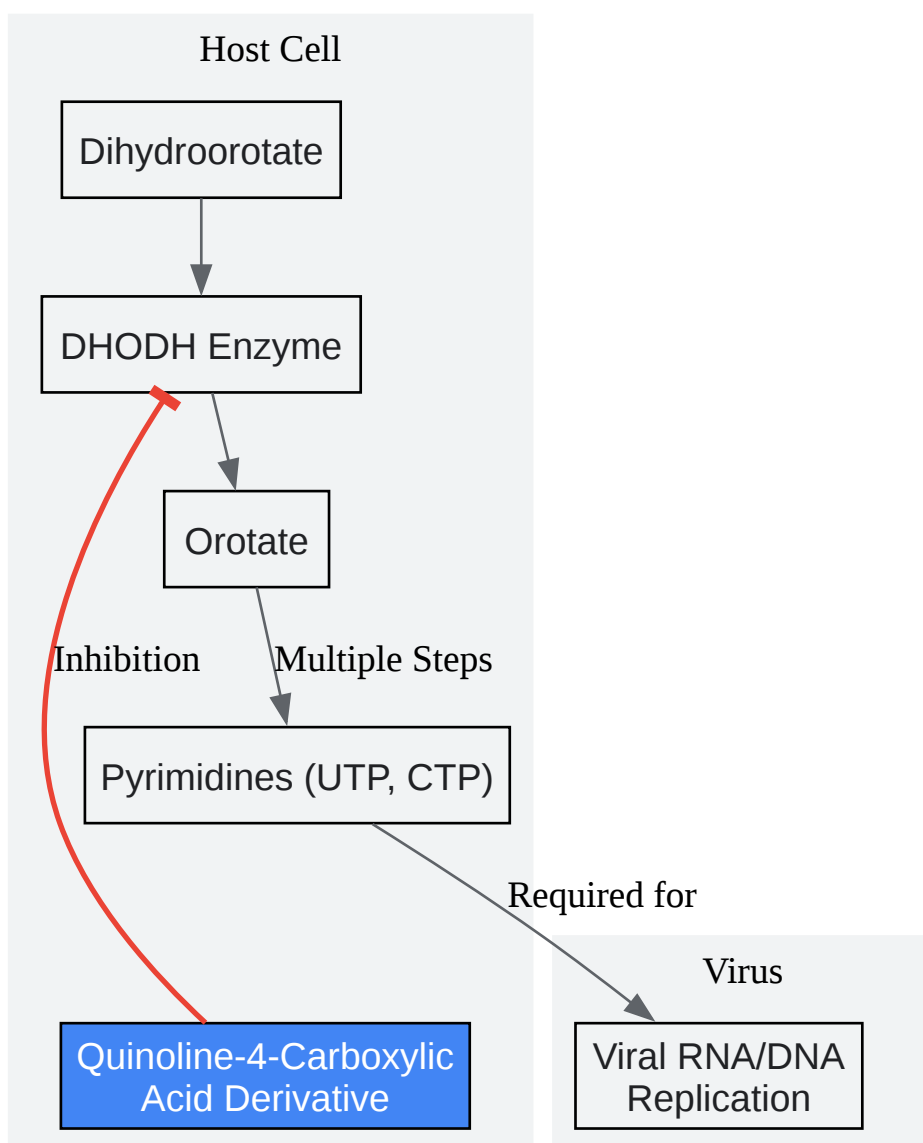 Host Cell
Dihydroorotate
DHODH Enzyme
Orotate
Inhibition
Multiple Steps
Pyrimidines (UTP, CTP)
Required for
Virus
Quinoline-4-Carboxylic
Acid Derivative
Viral RNA/DNA
Replication